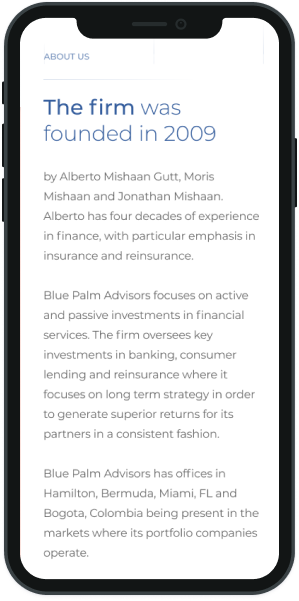 ABOUT US
The firm was
founded in 2009
by Alberto Mishaan Gutt, Moris
Mishaan and Jonathan Mishaan.
Alberto has four decades of experience
in finance, with particular emphasis in
insurance and reinsurance.
Blue Palm Advisors focuses on active
and passive investments in financial
services. The firm oversees key
investments in banking, consumer
lending and reinsurance where it
focuses on long term strategy in order
to generate superior returns for its
partners in a consistent fashion.
Blue Palm Advisors has offices in
Hamilton, Bermuda, Miami, FL and
Bogota, Colombia being present in the
markets where its portfolio companies
operate.